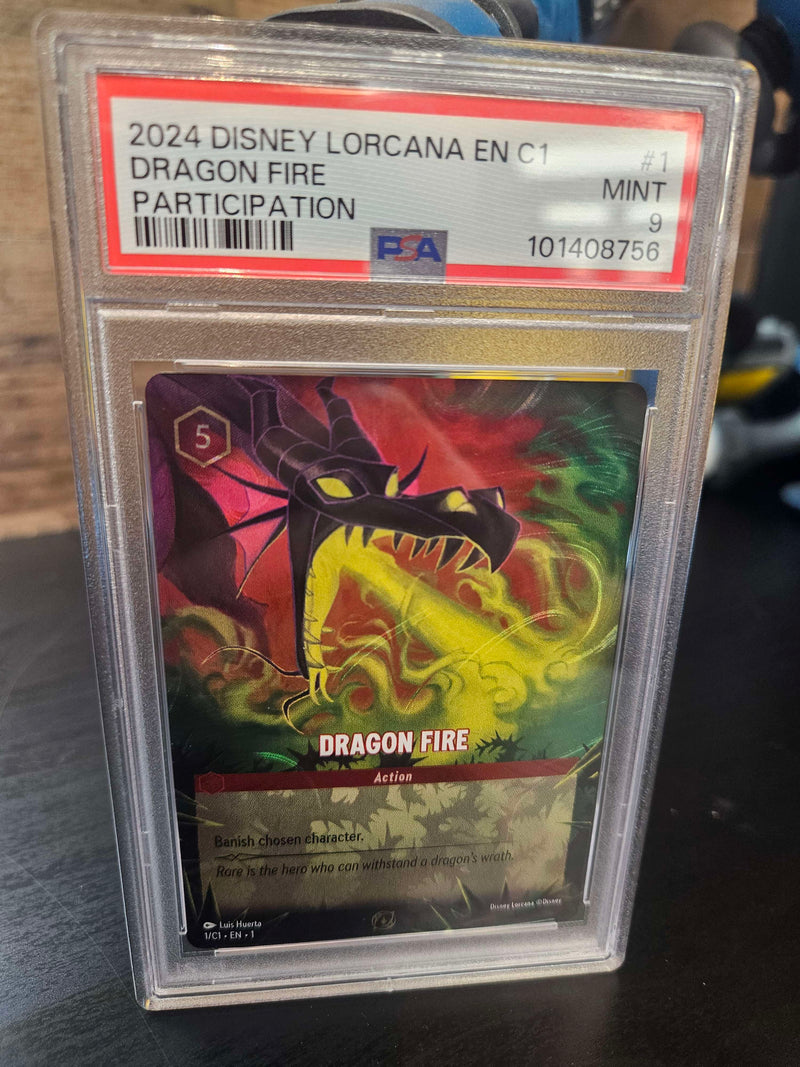 2024 DISNEY LORCANA EN C1 #1
DRAGON FIRE MINT
PARTICIPATION 9
PSA 101408756
5
DRAGON FIRE
Action
Banish chosen character.
Rare is the hero who can withstand a dragon's wrath.
Luis Huerta
Disney Lorcana ©Disney
1/C1 • EN • 1